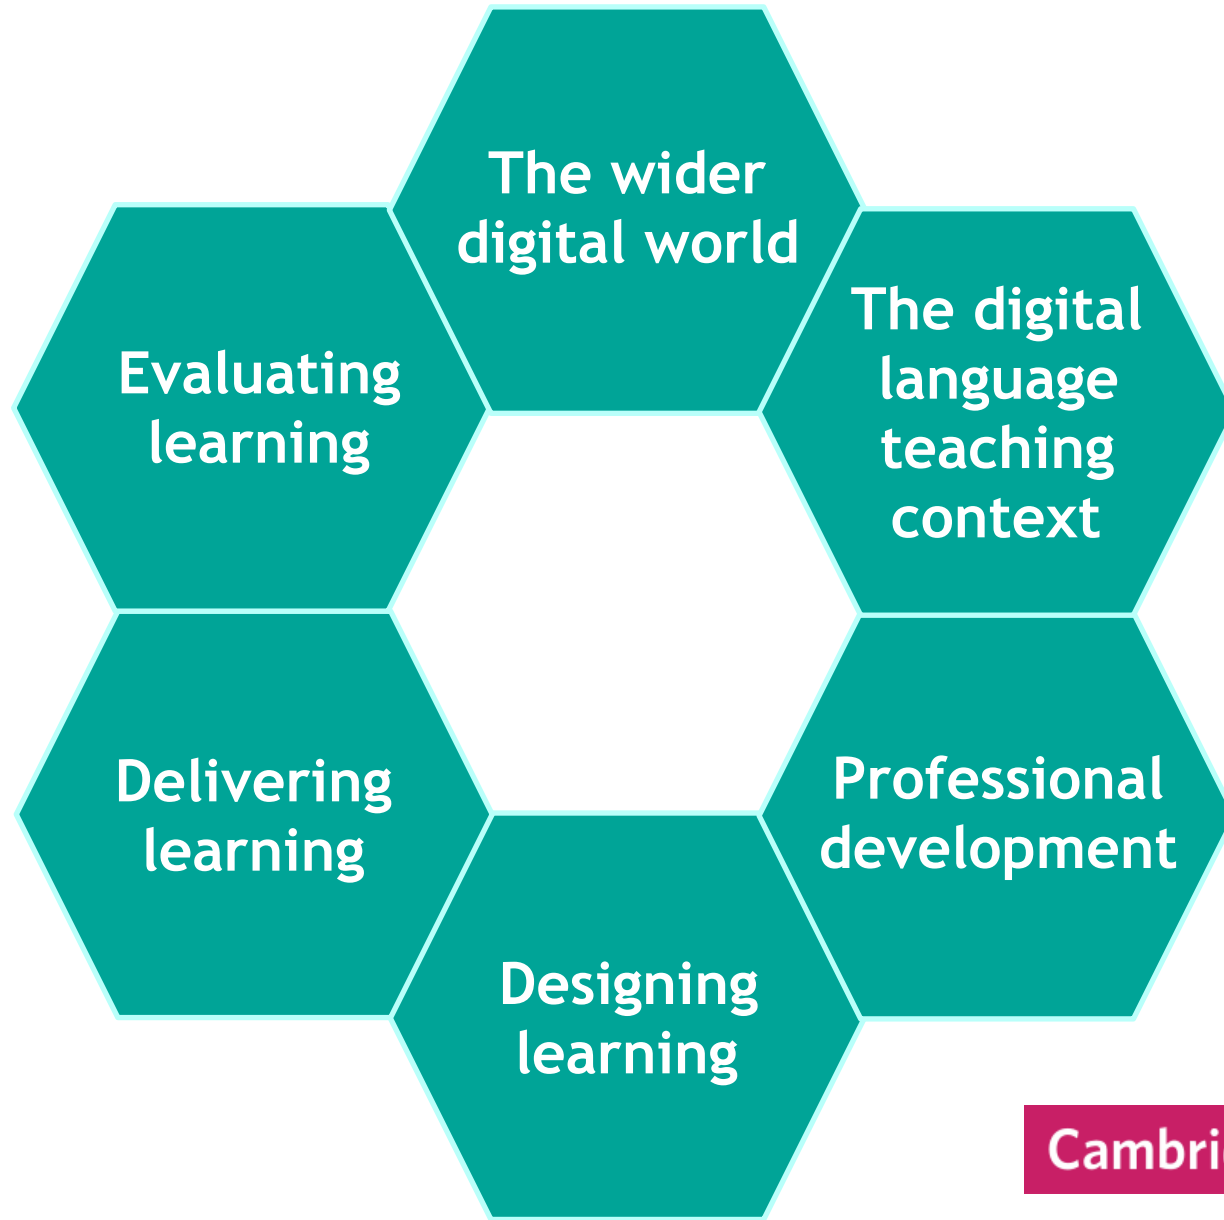 The wider
digital world
The digital
language
teaching
context
Professional
development
Designing
learning
Delivering
learning
Evaluating
learning